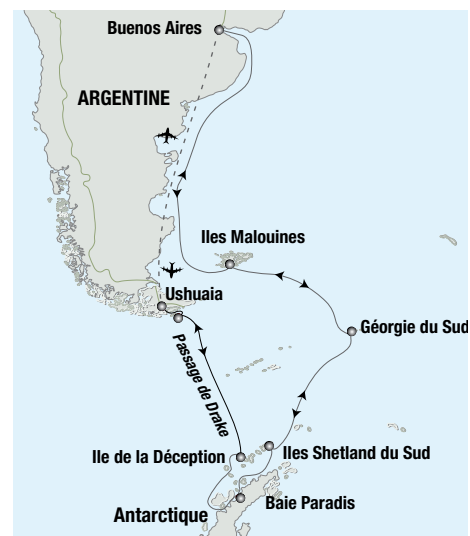 Buenos Aires
ARGENTINE
Iles Malouines
Ushuaia
Géorgie du Sud
Passage de Drake
Iles Shetland du Sud
Ile de la Déception
Baie Paradis
Antarctique